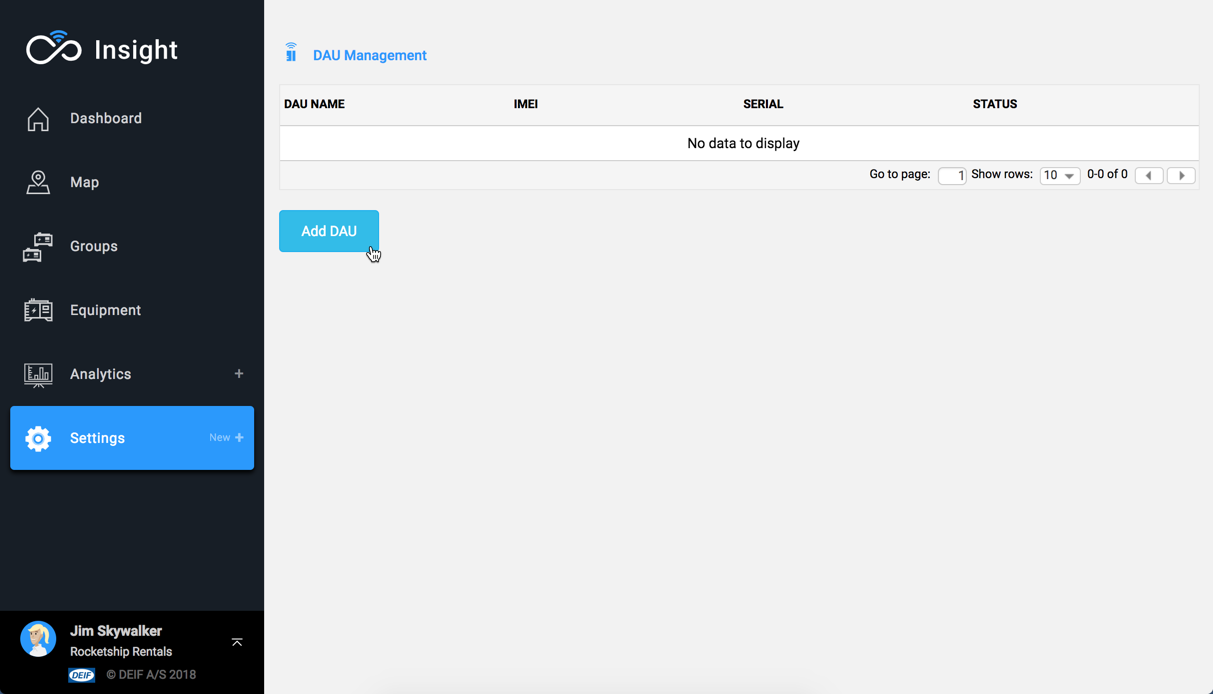 Insight
Dashboard
Map
Groups
Equipment
Analytics +
Settings New +
Jim Skywalker
Rocketship Rentals
DEIF © DEIF A/S 2018
DAU Management
DAU NAME IMEI SERIAL STATUS
No data to display
Go to page: 1 Show rows: 10 0-0 of 0
Add DAU